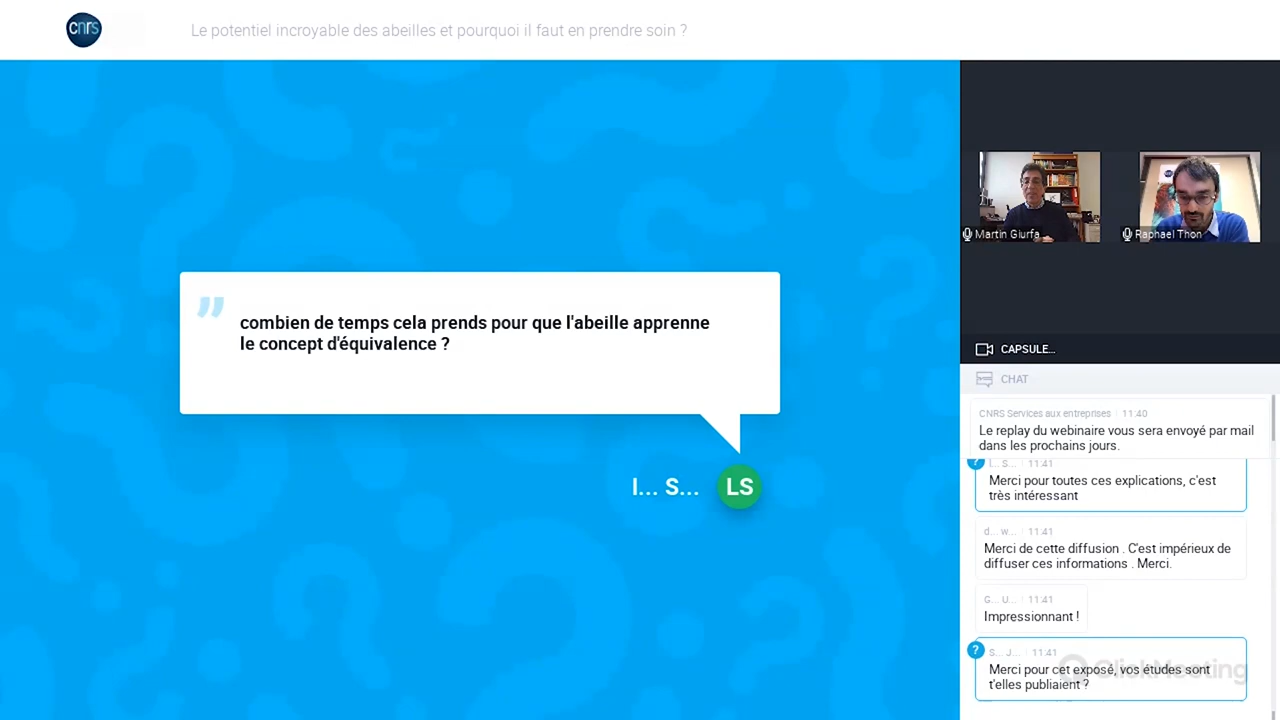 cnrs
Le potentiel incroyable des abeilles et pourquoi il faut en prendre soin ?
combien de temps cela prends pour que l'abeille apprenne
le concept d'équivalence ?
I... S...
LS
Martin Giurfa
Raphael Thon
CAPSULE...
CHAT
CNRS Services aux entreprises 11:40
Le replay du webinaire vous sera envoyé par mail
dans les prochains jours.
?
I... S... 11:41
Merci pour toutes ces explications, c'est
très intéressant
d... w... 11:41
Merci de cette diffusion . C'est impérieux de
diffuser ces informations . Merci.
G... U... 11:41
Impressionnant !
?
S... J... 11:41
Merci pour cet exposé, vos études sont
t'elles publiaient ?
ClickMeeting